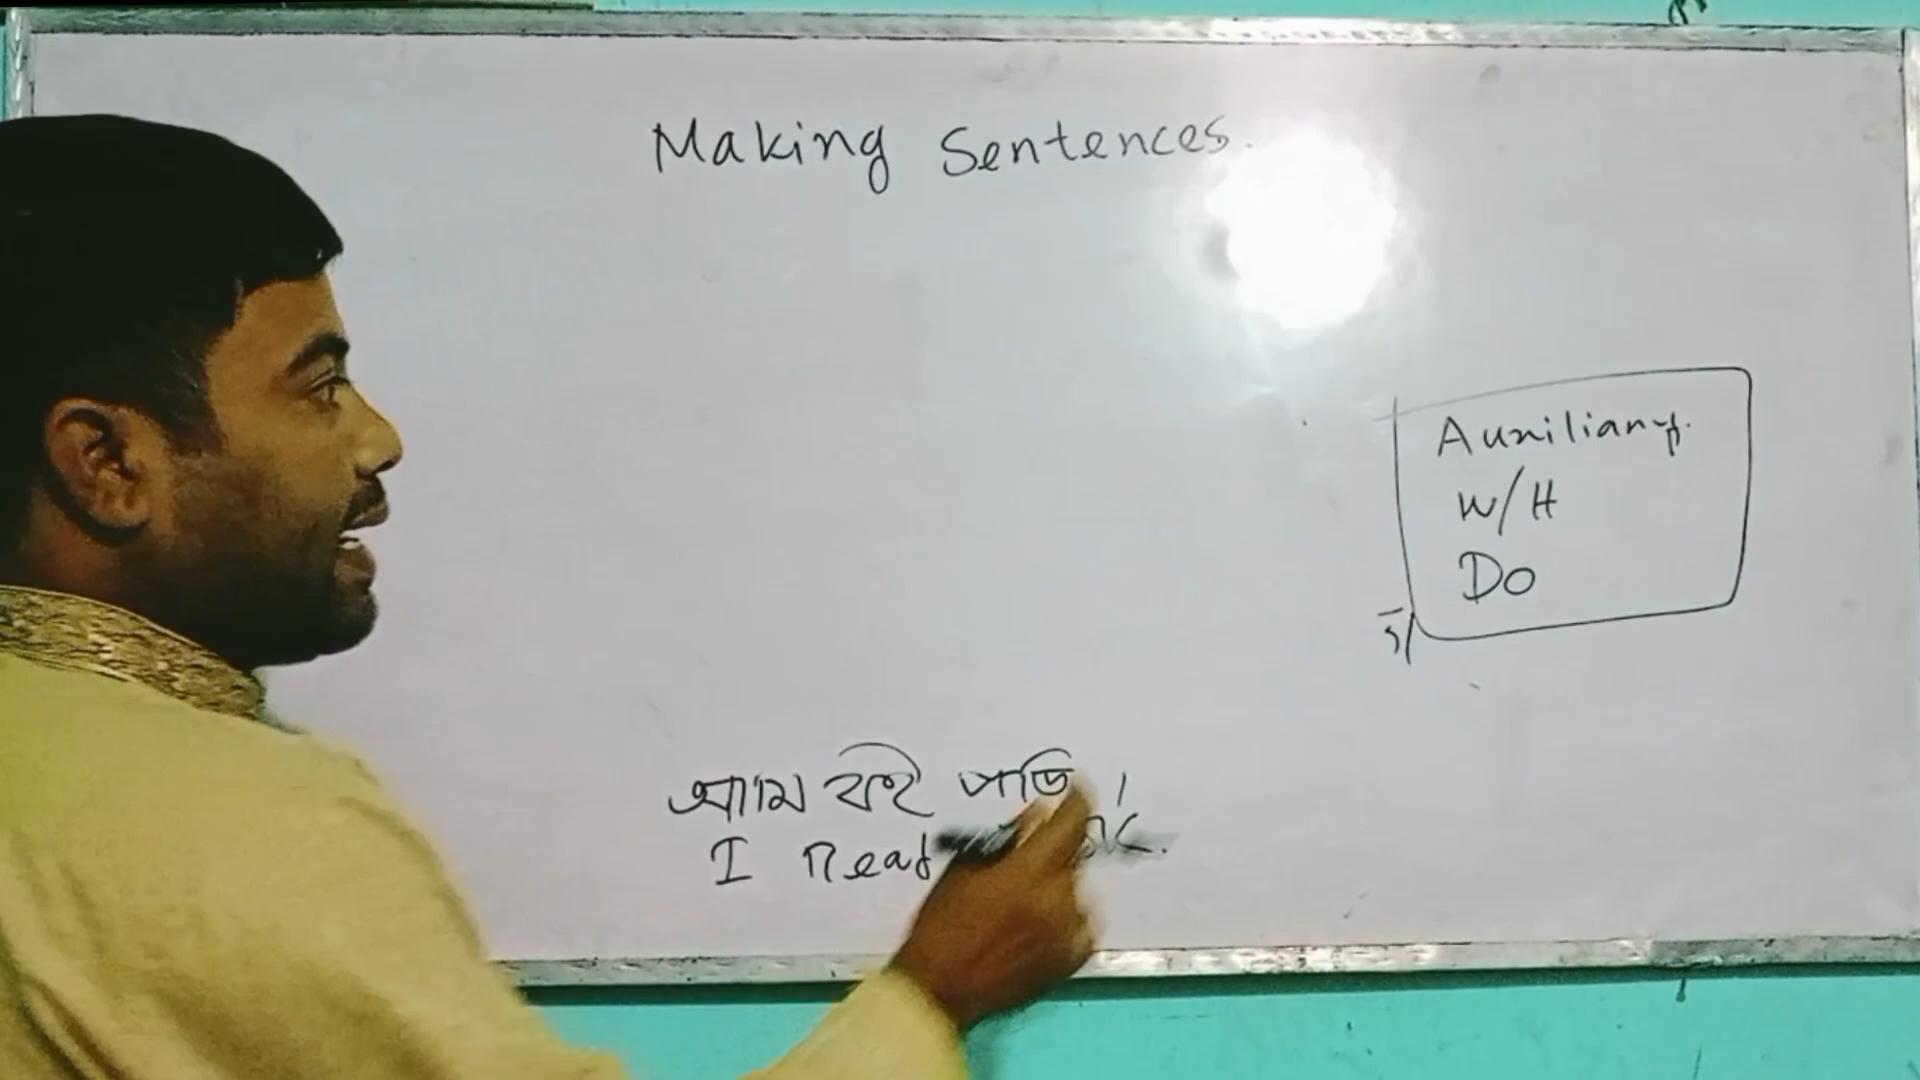 Making Sentences.
Auxiliary.
W/H
Do
আমি বই পড়ি ।
I Read